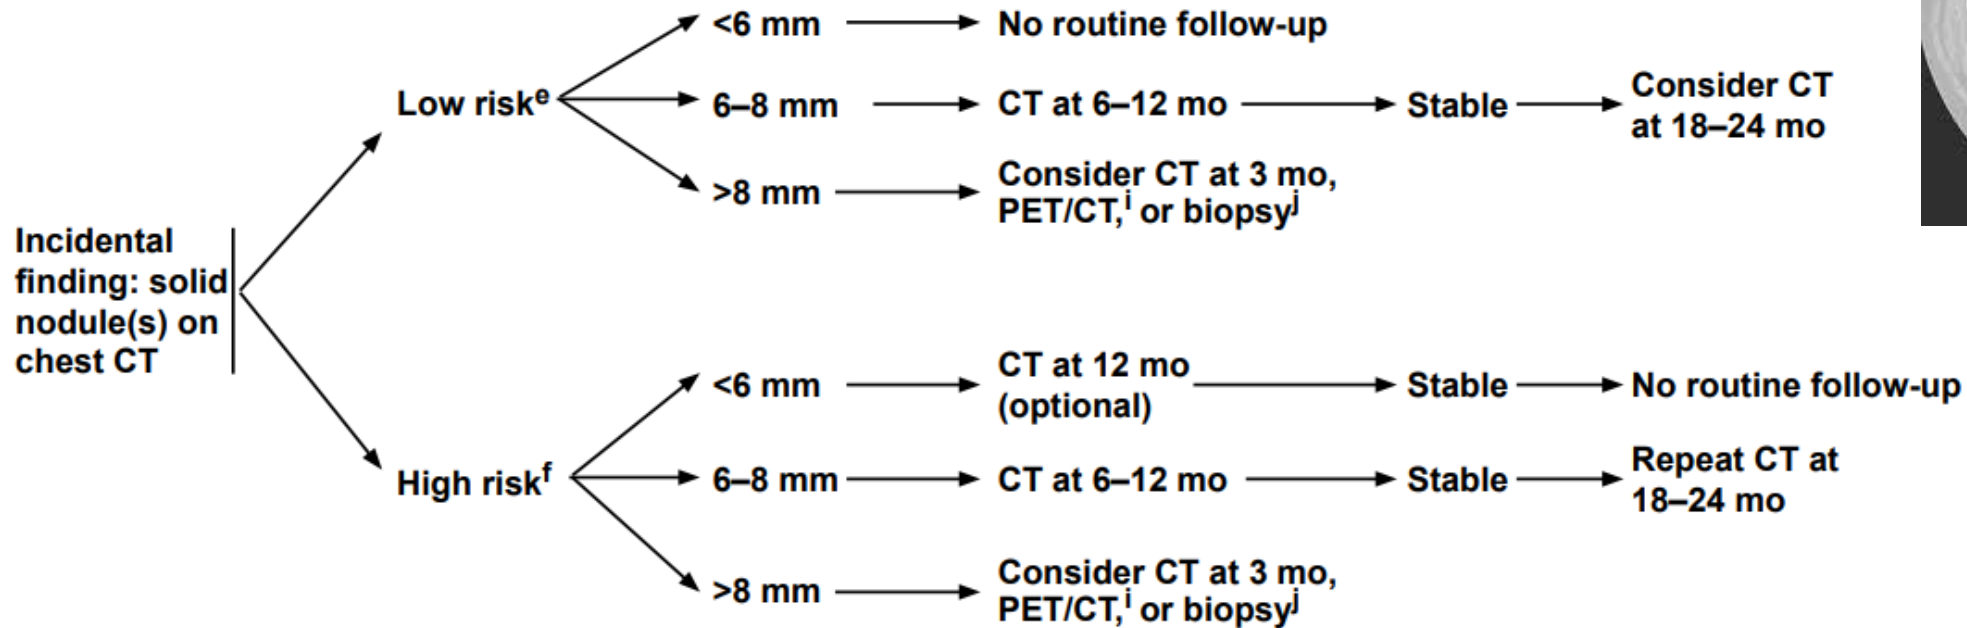 Incidental
finding: solid
nodule(s) on
chest CT
Low riskᵉ
<6 mm
No routine follow-up
6–8 mm
CT at 6–12 mo
Stable
Consider CT
at 18–24 mo
>8 mm
Consider CT at 3 mo,
PET/CT,ⁱ or biopsyʲ
High riskᶠ
<6 mm
CT at 12 mo
(optional)
Stable
No routine follow-up
6–8 mm
CT at 6–12 mo
Stable
Repeat CT at
18–24 mo
>8 mm
Consider CT at 3 mo,
PET/CT,ⁱ or biopsyʲ